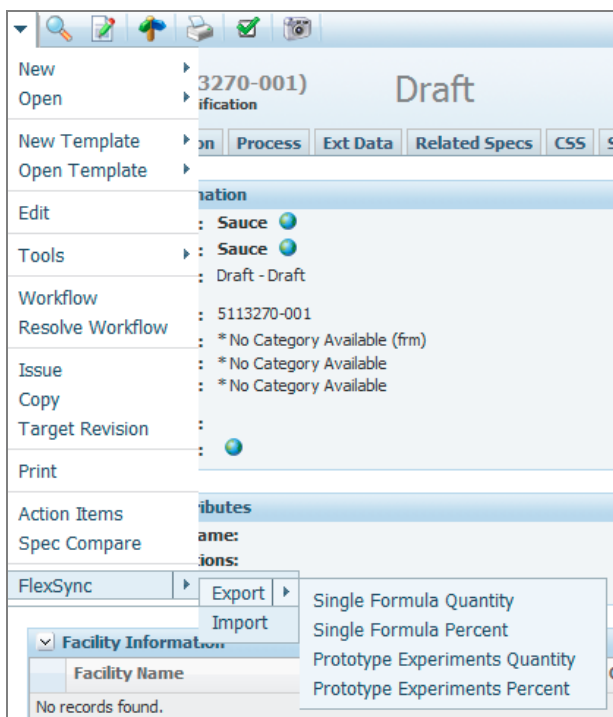 3270-001)
Draft
ification
New
Open
New Template
Open Template
Edit
Tools
Workflow
Resolve Workflow
Issue
Copy
Target Revision
Print
Action Items
Spec Compare
FlexSync
Export
Import
Single Formula Quantity
Single Formula Percent
Prototype Experiments Quantity
Prototype Experiments Percent
on Process Ext Data Related Specs CSS S
nation
: Sauce
: Sauce
: Draft - Draft
: 5113270-001
: * No Category Available (frm)
: * No Category Available
: * No Category Available
:
:
ributes
ame:
ions:
Facility Information
Facility Name
No records found.